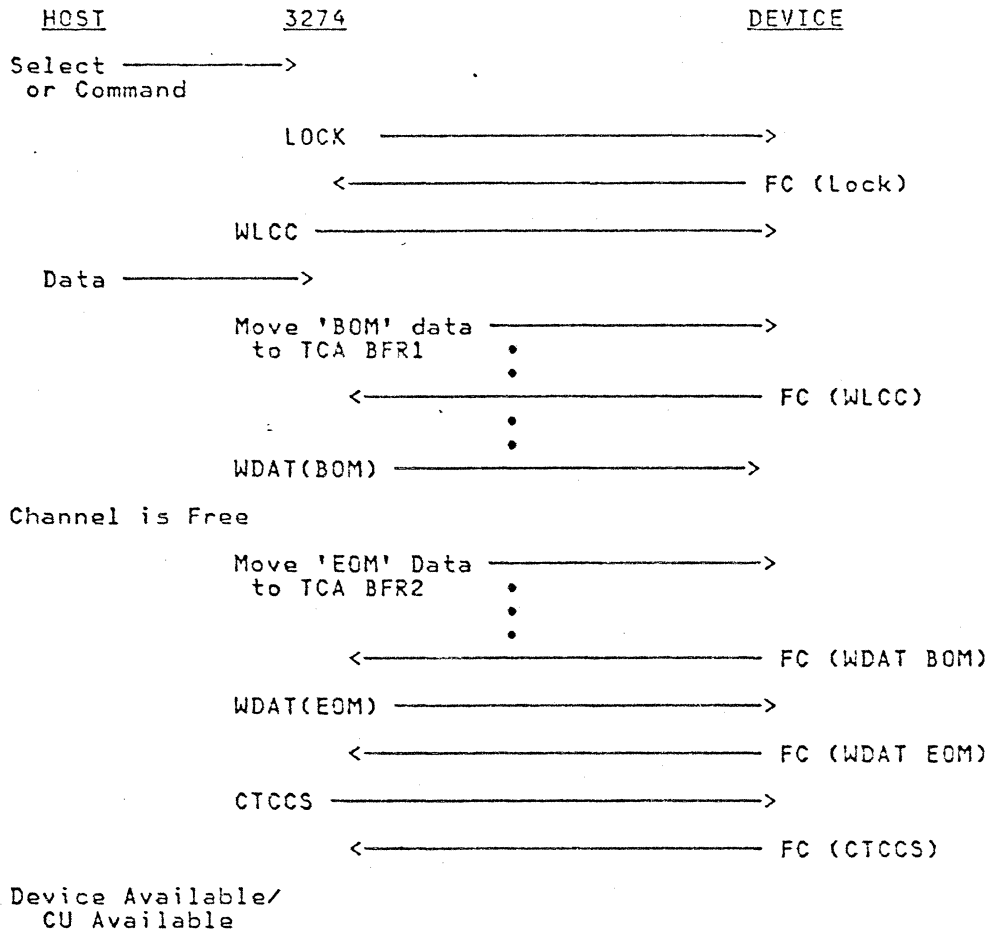 HOST 3274 DEVICE
Select ————>
or Command
LOCK ————>
<———— FC (Lock)
WLCC ————>
Data ————>
Move 'BOM' data ————>
to TCA BFR1
<———— FC (WLCC)
WDAT(BOM) ————>
Channel is Free
Move 'EOM' Data ————>
to TCA BFR2
<———— FC (WDAT BOM)
WDAT(EOM) ————>
<———— FC (WDAT EOM)
CTCCS ————>
<———— FC (CTCCS)
Device Available/
CU Available